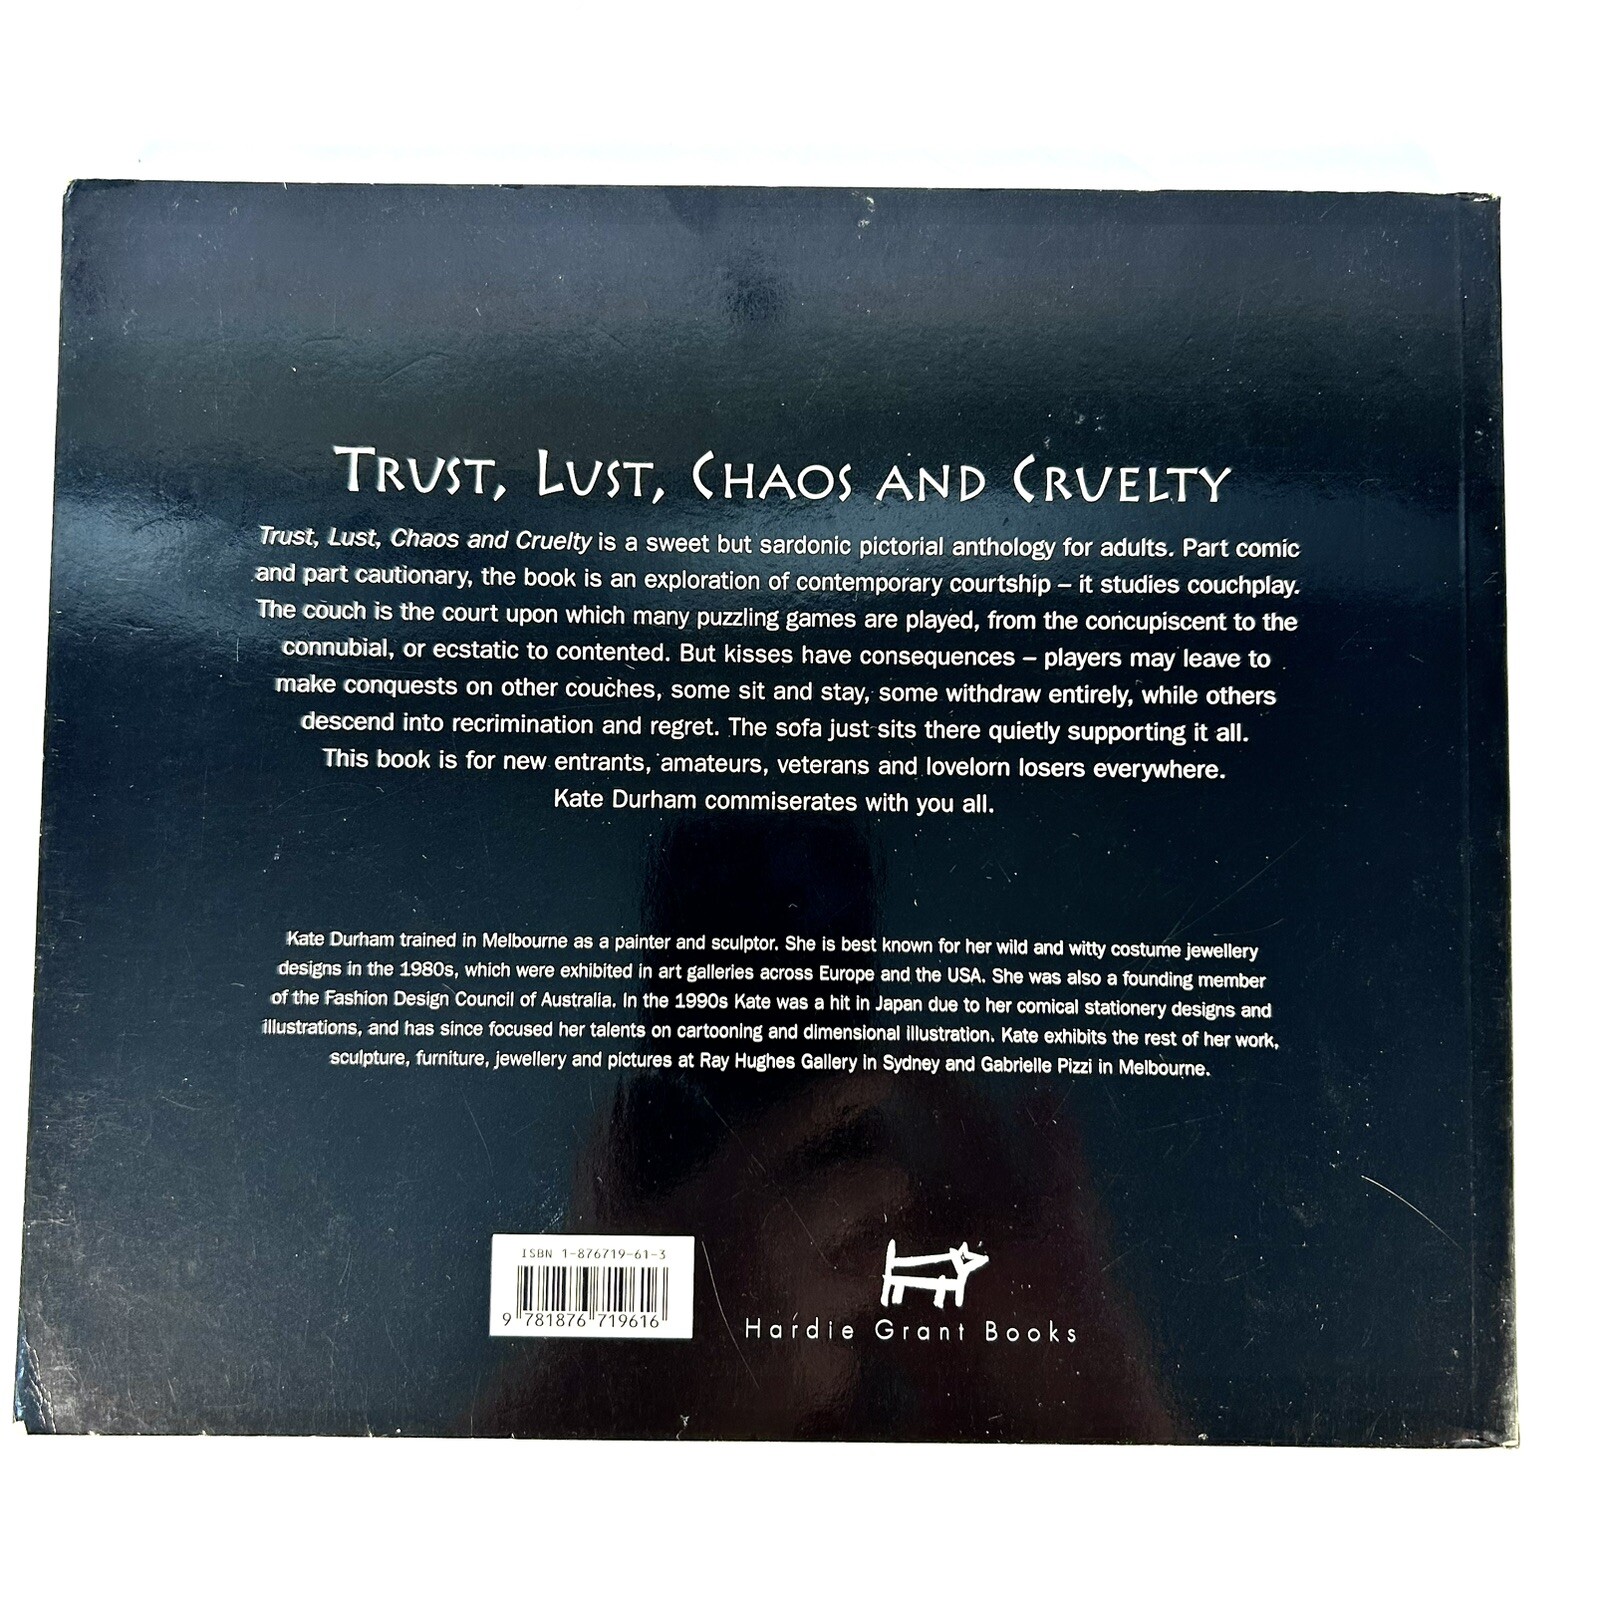 TRUST, LUST, CHAOS AND CRUELTY
Trust, Lust, Chaos and Cruelty is a sweet but sardonic pictorial anthology for adults. Part comic
and part cautionary, the book is an exploration of contemporary courtship – it studies couchplay.
The couch is the court upon which many puzzling games are played, from the concupiscent to the
connubial, or ecstatic to contented. But kisses have consequences – players may leave to
make conquests on other couches, some sit and stay, some withdraw entirely, while others
descend into recrimination and regret. The sofa just sits there quietly supporting it all.
This book is for new entrants, amateurs, veterans and lovelorn losers everywhere.
Kate Durham commiserates with you all.
Kate Durham trained in Melbourne as a painter and sculptor. She is best known for her wild and witty costume jewellery
designs in the 1980s, which were exhibited in art galleries across Europe and the USA. She was also a founding member
of the Fashion Design Council of Australia. In the 1990s Kate was a hit in Japan due to her comical stationery designs and
illustrations, and has since focused her talents on cartooning and dimensional illustration. Kate exhibits the rest of her work,
sculpture, furniture, jewellery and pictures at Ray Hughes Gallery in Sydney and Gabrielle Pizzi in Melbourne.
ISBN 1-876719-61-3
9 781876 719616
Hardie Grant Books